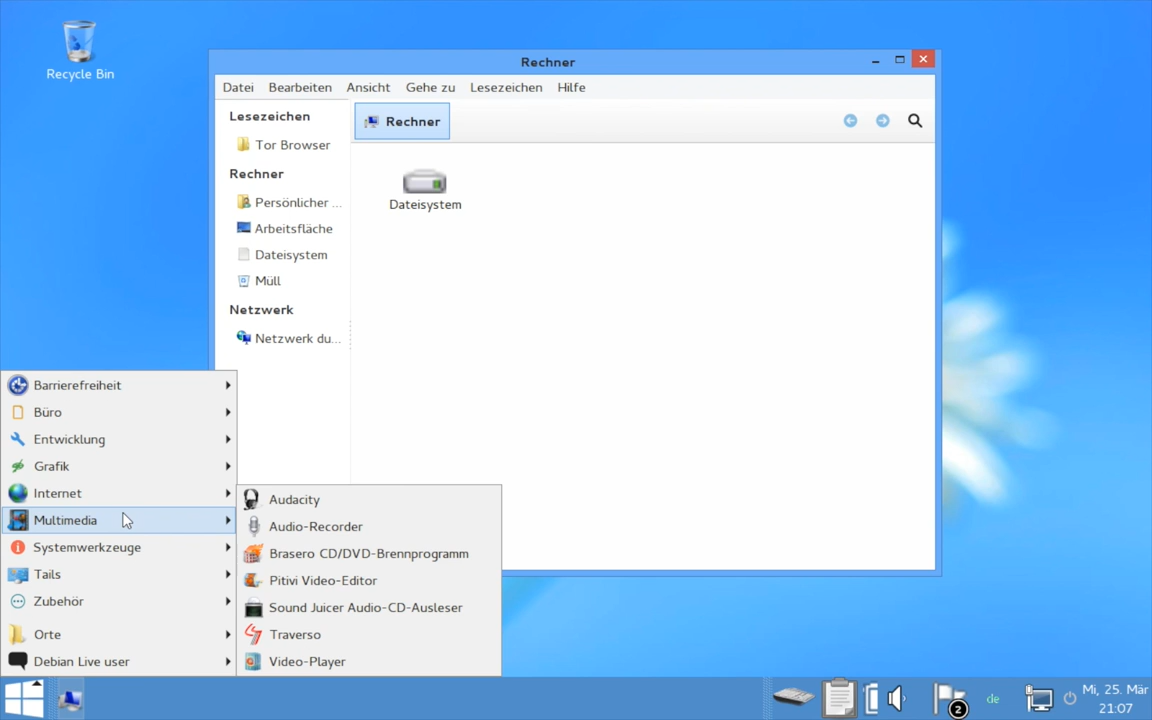 Recycle Bin
Rechner
Datei Bearbeiten Ansicht Gehe zu Lesezeichen Hilfe
Lesezeichen
Tor Browser
Rechner
Persönlicher ...
Arbeitsfläche
Dateisystem
Müll
Netzwerk
Netzwerk du...
Rechner
Dateisystem
Barrierefreiheit
Büro
Entwicklung
Grafik
Internet
Multimedia
Systemwerkzeuge
Tails
Zubehör
Orte
Debian Live user
Audacity
Audio-Recorder
Brasero CD/DVD-Brennprogramm
Pitivi Video-Editor
Sound Juicer Audio-CD-Ausleser
Traverso
Video-Player
2
de
Mi, 25. Mär
21:07